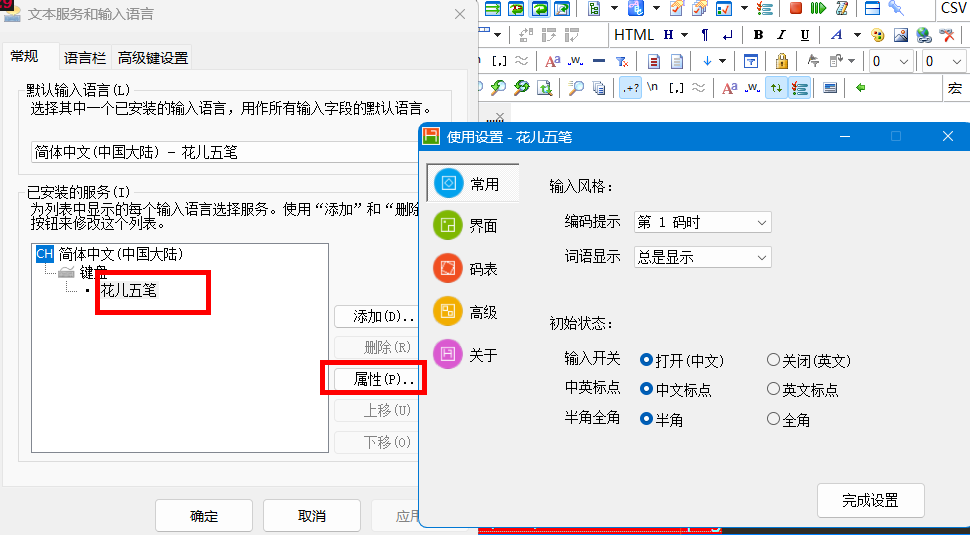 文本服务和输入语言
常规 语言栏 高级键设置
默认输入语言(L)
选择其中一个已安装的输入语言，用作所有输入字段的默认语言。
简体中文(中国大陆) - 花儿五笔
已安装的服务(I)
为列表中显示的每个输入语言选择服务。使用“添加”和“删除
按钮来修改这个列表。
CH 简体中文(中国大陆)
键盘
花儿五笔
添加(D)..
删除(R)
属性(P)..
上移(U)
下移(O)
确定 取消 应用
CSV
HTML H ¶ B I U A
[,] Aa .w. 0 0
.+? \n [,] Aa .w. 宏
使用设置 - 花儿五笔
常用
界面
码表
高级
关于
输入风格：
编码提示 第 1 码时
词语显示 总是显示
初始状态：
输入开关 打开(中文) 关闭(英文)
中英标点 中文标点 英文标点
半角全角 半角 全角
完成设置